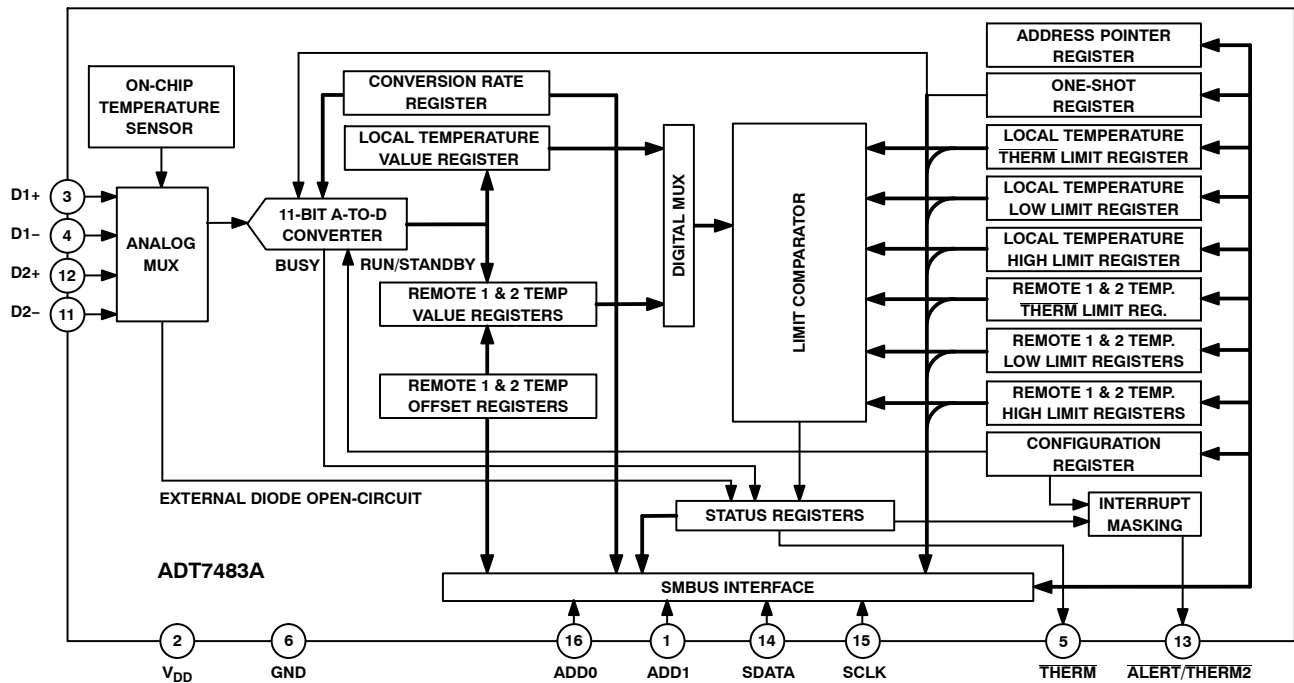 ADDRESS POINTER
REGISTER
ON-CHIP
TEMPERATURE
SENSOR
CONVERSION RATE
REGISTER
ONE-SHOT
REGISTER
LOCAL TEMPERATURE
VALUE REGISTER
LOCAL TEMPERATURE
THERM LIMIT REGISTER
D1+ 3
D1– 4
D2+ 12
D2– 11
ANALOG
MUX
11-BIT A-TO-D
CONVERTER
BUSY
RUN/STANDBY
DIGITAL MUX
LIMIT COMPARATOR
LOCAL TEMPERATURE
LOW LIMIT REGISTER
LOCAL TEMPERATURE
HIGH LIMIT REGISTER
REMOTE 1 & 2 TEMP
VALUE REGISTERS
REMOTE 1 & 2 TEMP.
THERM LIMIT REG.
REMOTE 1 & 2 TEMP.
LOW LIMIT REGISTERS
REMOTE 1 & 2 TEMP
OFFSET REGISTERS
REMOTE 1 & 2 TEMP.
HIGH LIMIT REGISTERS
CONFIGURATION
REGISTER
EXTERNAL DIODE OPEN-CIRCUIT
STATUS REGISTERS
INTERRUPT
MASKING
ADT7483A
SMBUS INTERFACE
2 6 16 1 14 15 5 13
VDD GND ADD0 ADD1 SDATA SCLK THERM ALERT/THERM2